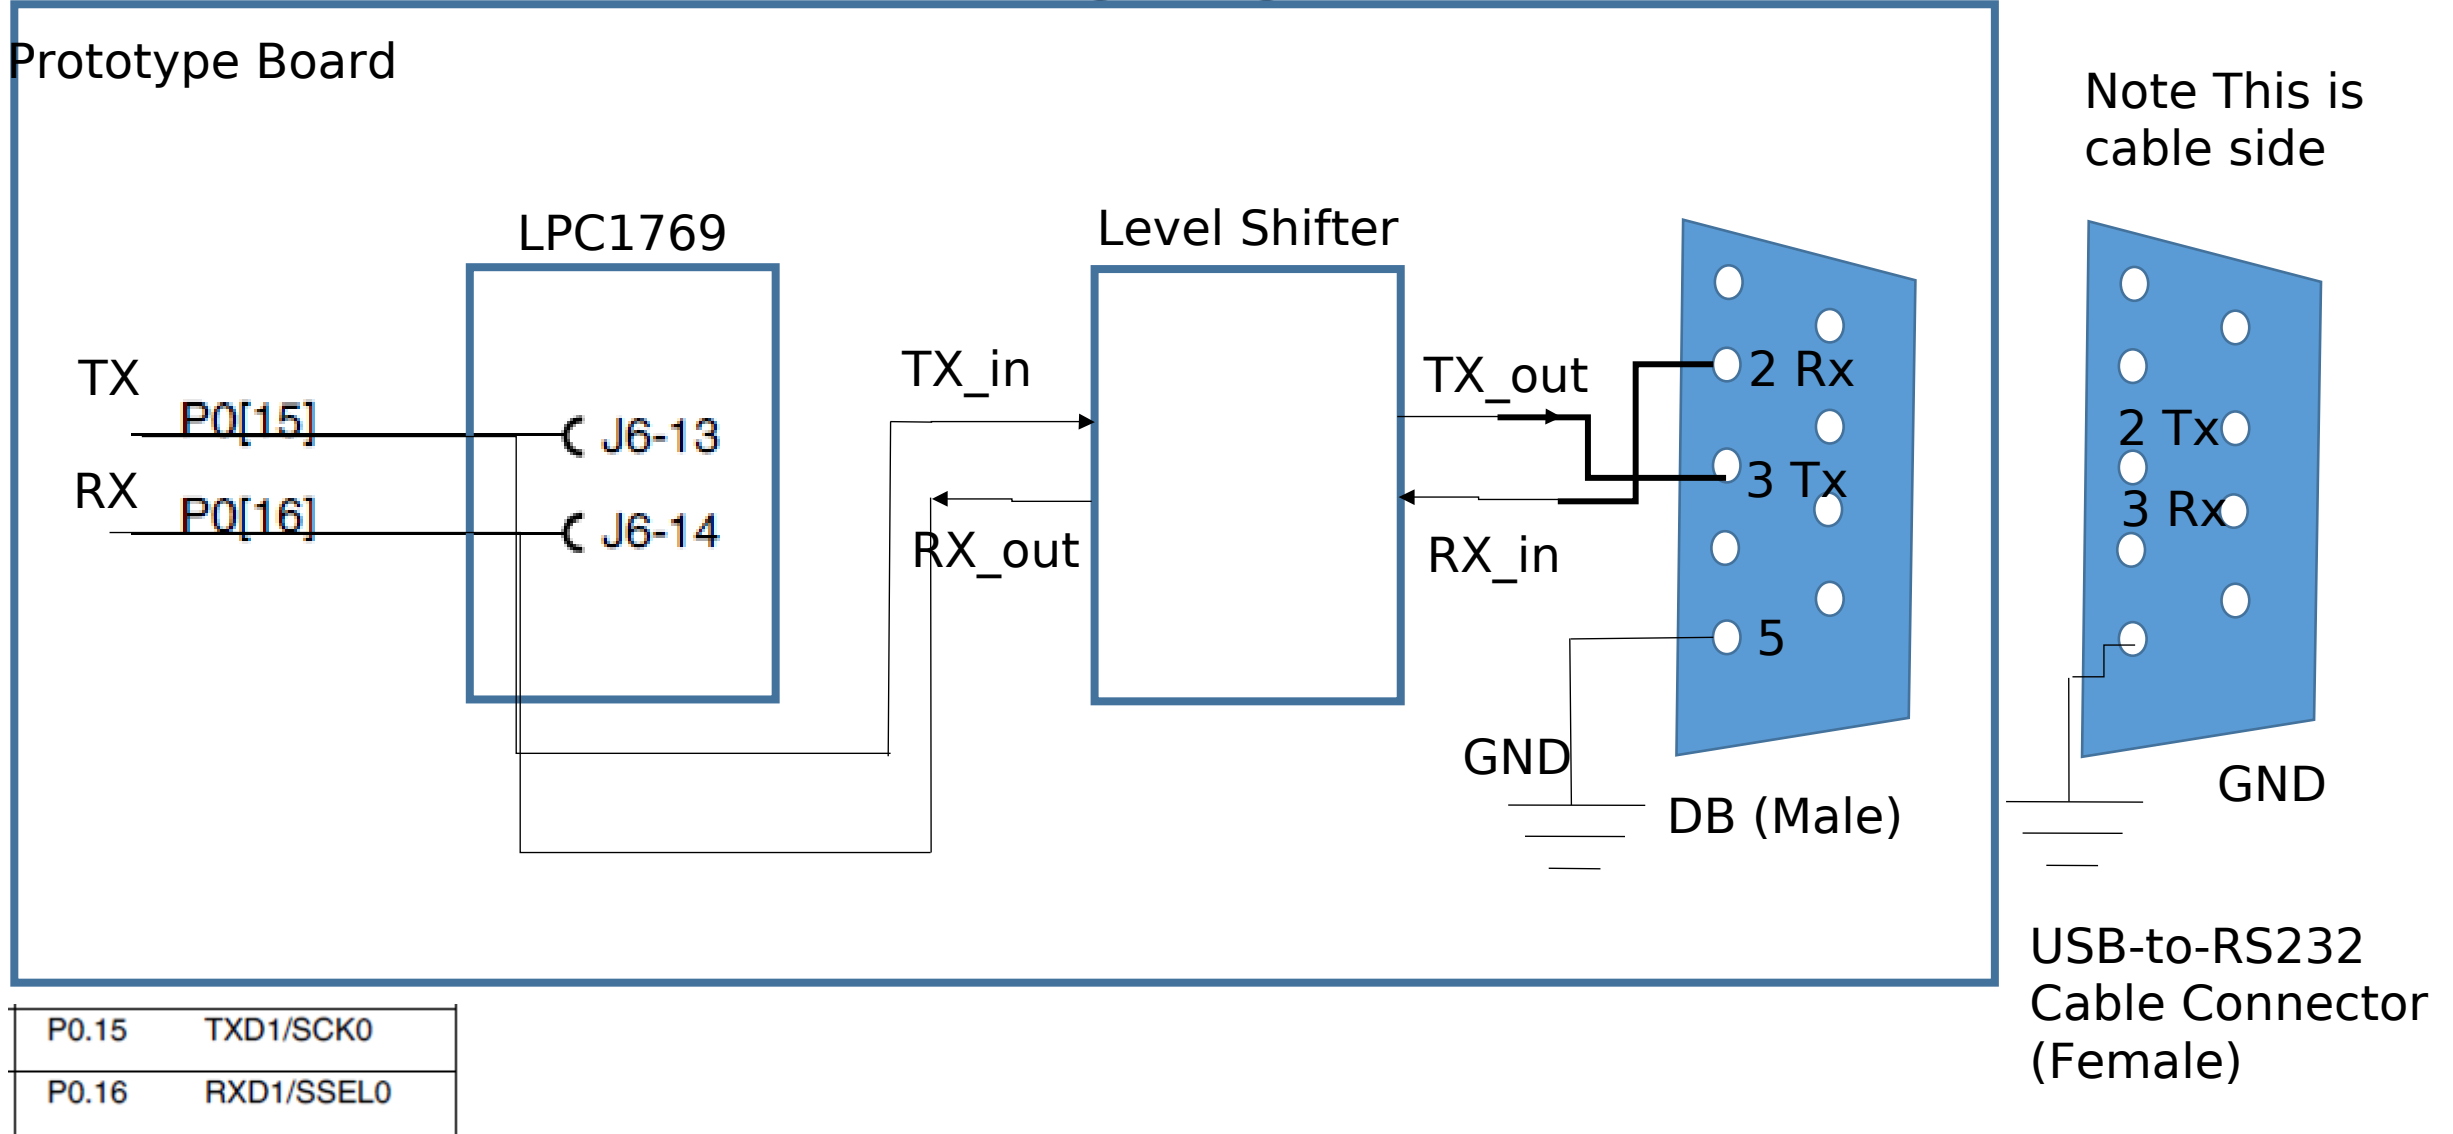 Prototype Board
Note This is
cable side
LPC1769
Level Shifter
TX
P0[15]
J6-13
TX_in
TX_out
2 Rx
2 Tx
RX
P0[16]
J6-14
RX_out
RX_in
3 Tx
3 Rx
5
GND
DB (Male)
GND
USB-to-RS232
Cable Connector
(Female)
P0.15 TXD1/SCK0
P0.16 RXD1/SSEL0